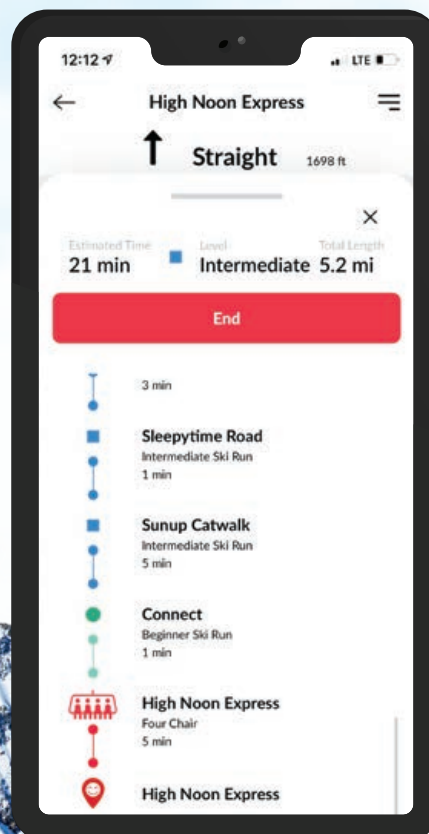 12:12
LTE
High Noon Express
Straight 1698 ft
Estimated Time Level Total Length
21 min Intermediate 5.2 mi
End
3 min
Sleepytime Road
Intermediate Ski Run
1 min
Sunup Catwalk
Intermediate Ski Run
5 min
Connect
Beginner Ski Run
1 min
High Noon Express
Four Chair
5 min
High Noon Express